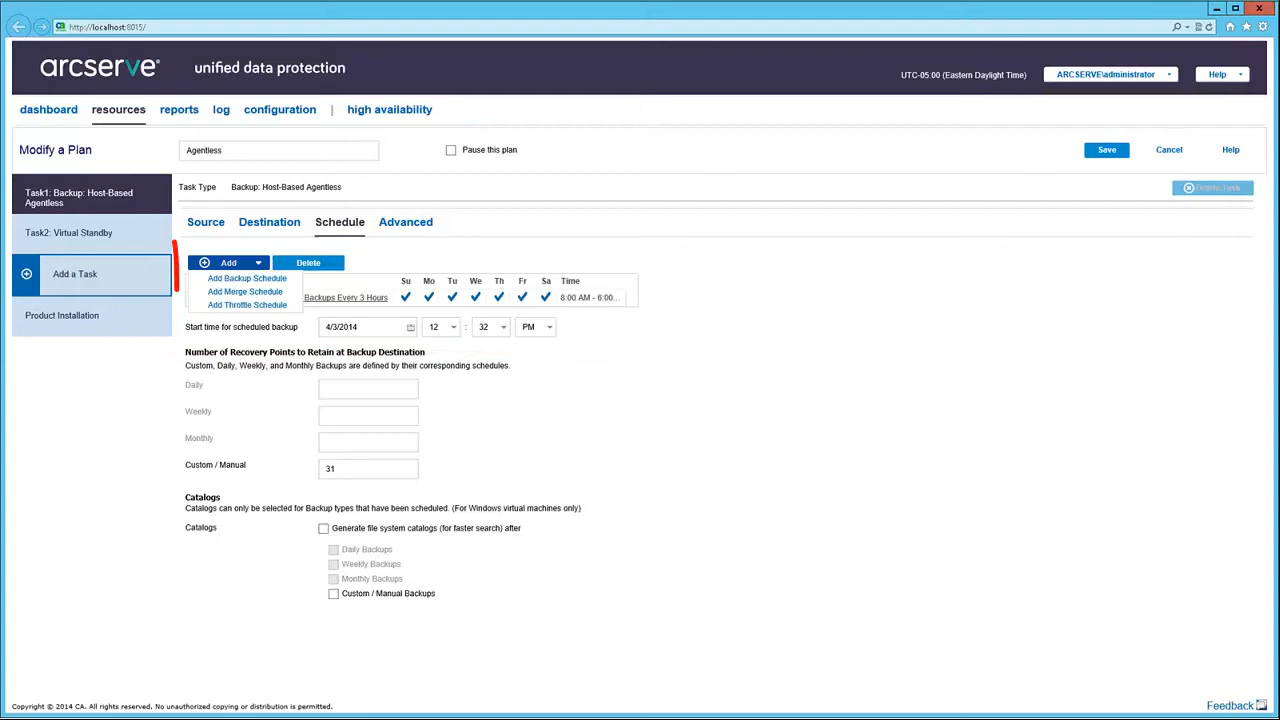 http://localhost:8015/
arcserve® unified data protection
UTC-05:00 (Eastern Daylight Time) ARCSERVE\administrator Help
dashboard resources reports log configuration | high availability
Modify a Plan Agentless Pause this plan Save Cancel Help
Task1: Backup: Host-Based Agentless
Task2: Virtual Standby
Add a Task
Product Installation
Task Type Backup: Host-Based Agentless Delete Task
Source Destination Schedule Advanced
Add Delete
Add Backup Schedule
Add Merge Schedule
Add Throttle Schedule
Su Mo Tu We Th Fr Sa Time
Backups Every 3 Hours 8:00 AM - 6:00...
Start time for scheduled backup 4/3/2014 12 : 32 PM
Number of Recovery Points to Retain at Backup Destination
Custom, Daily, Weekly, and Monthly Backups are defined by their corresponding schedules.
Daily
Weekly
Monthly
Custom / Manual 31
Catalogs
Catalogs can only be selected for Backup types that have been scheduled. (For Windows virtual machines only)
Catalogs Generate file system catalogs (for faster search) after
Daily Backups
Weekly Backups
Monthly Backups
Custom / Manual Backups
Copyright © 2014 CA. All rights reserved. No unauthorized copying or distribution is permitted.
Feedback